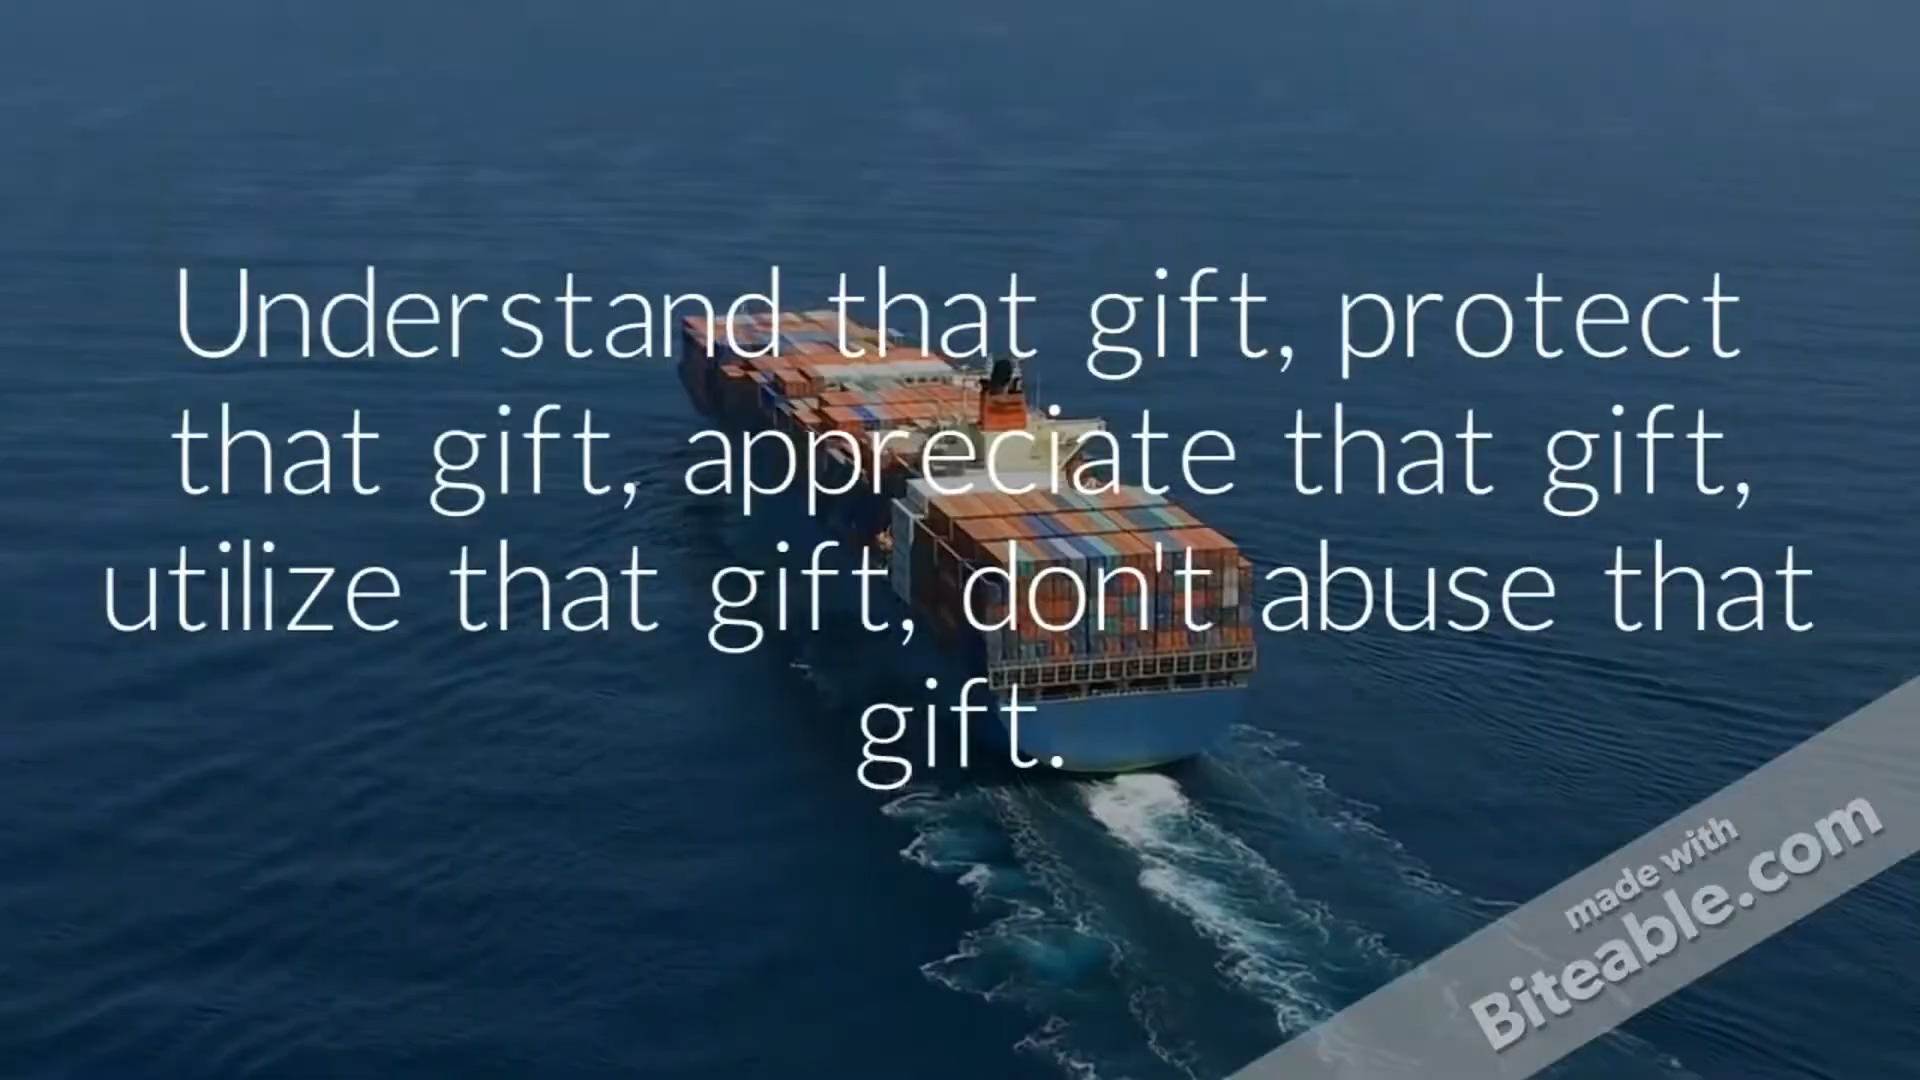 Understand that gift, protect
that gift, appreciate that gift,
utilize that gift, don't abuse that
gift.
made with
Biteable.com